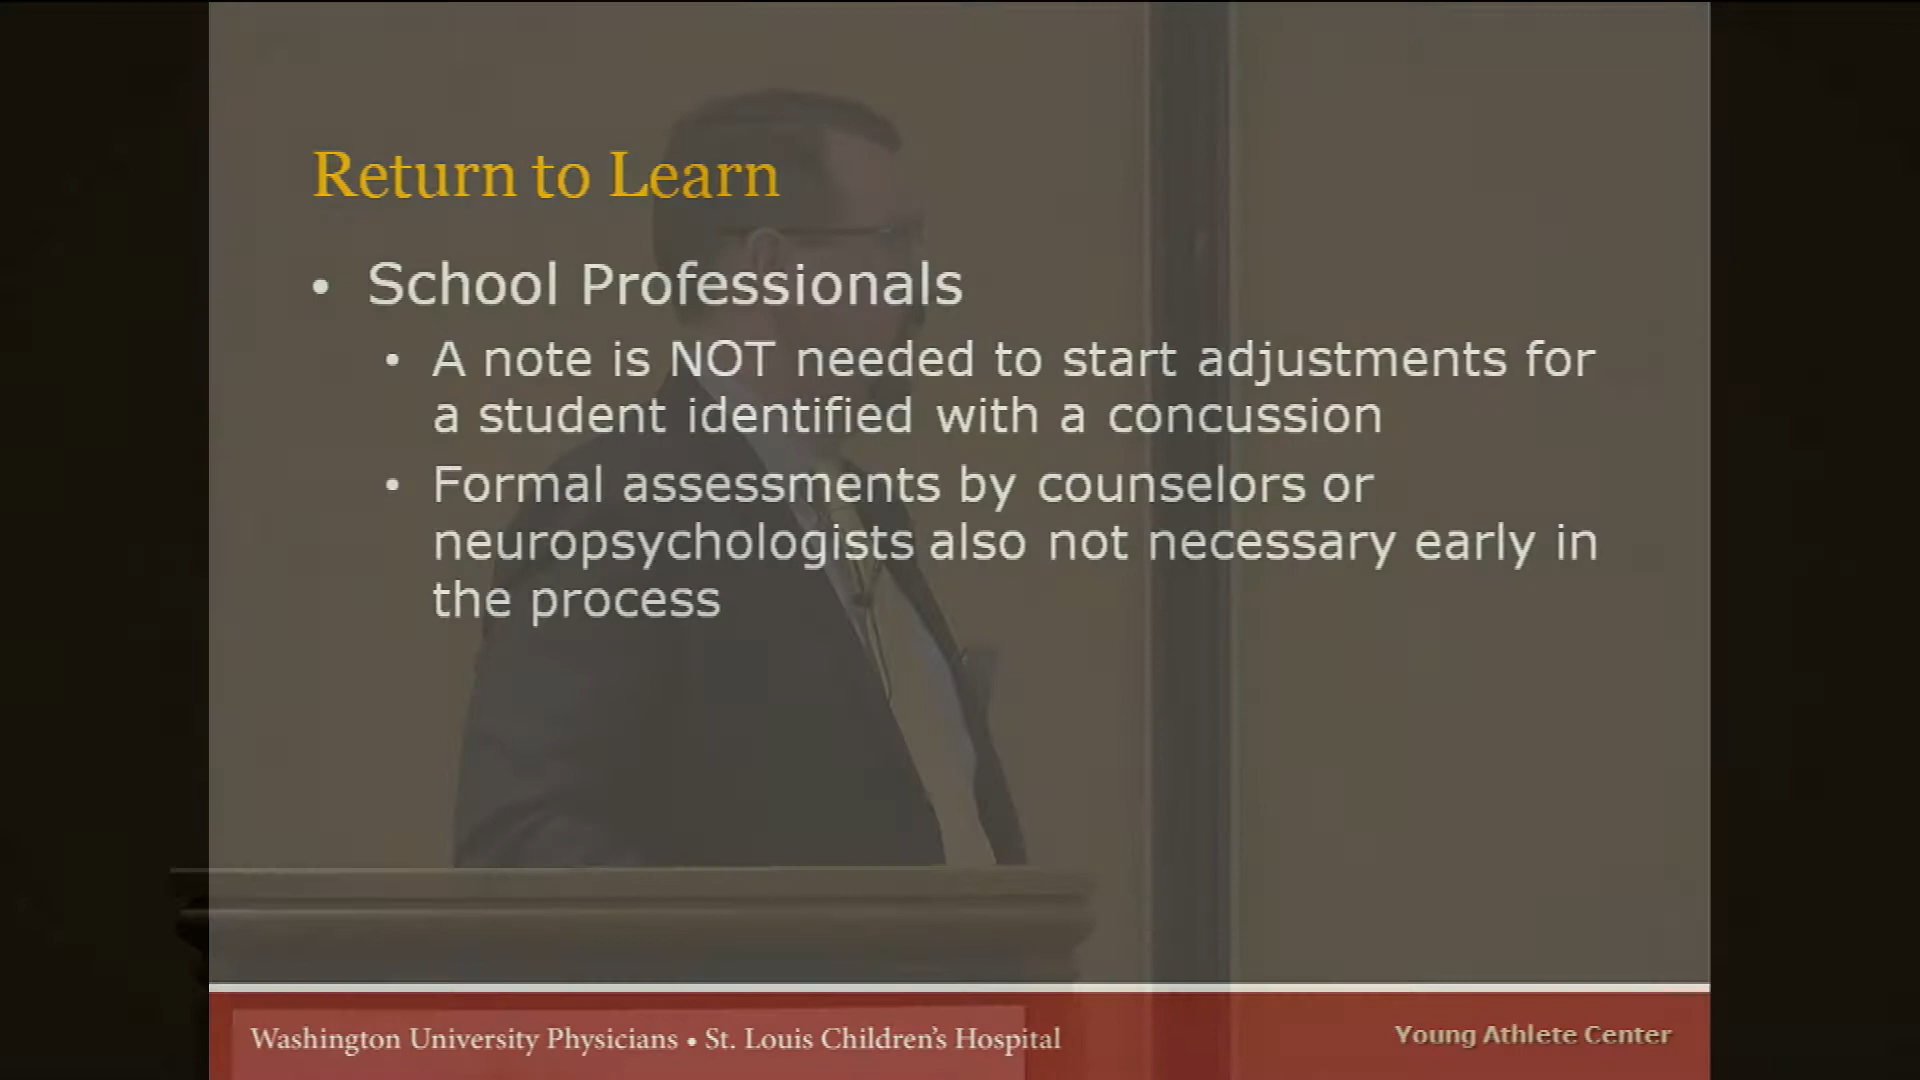 Return to Learn
• School Professionals
• A note is NOT needed to start adjustments for
a student identified with a concussion
• Formal assessments by counselors or
neuropsychologists also not necessary early in
the process
Washington University Physicians • St. Louis Children's Hospital
Young Athlete Center